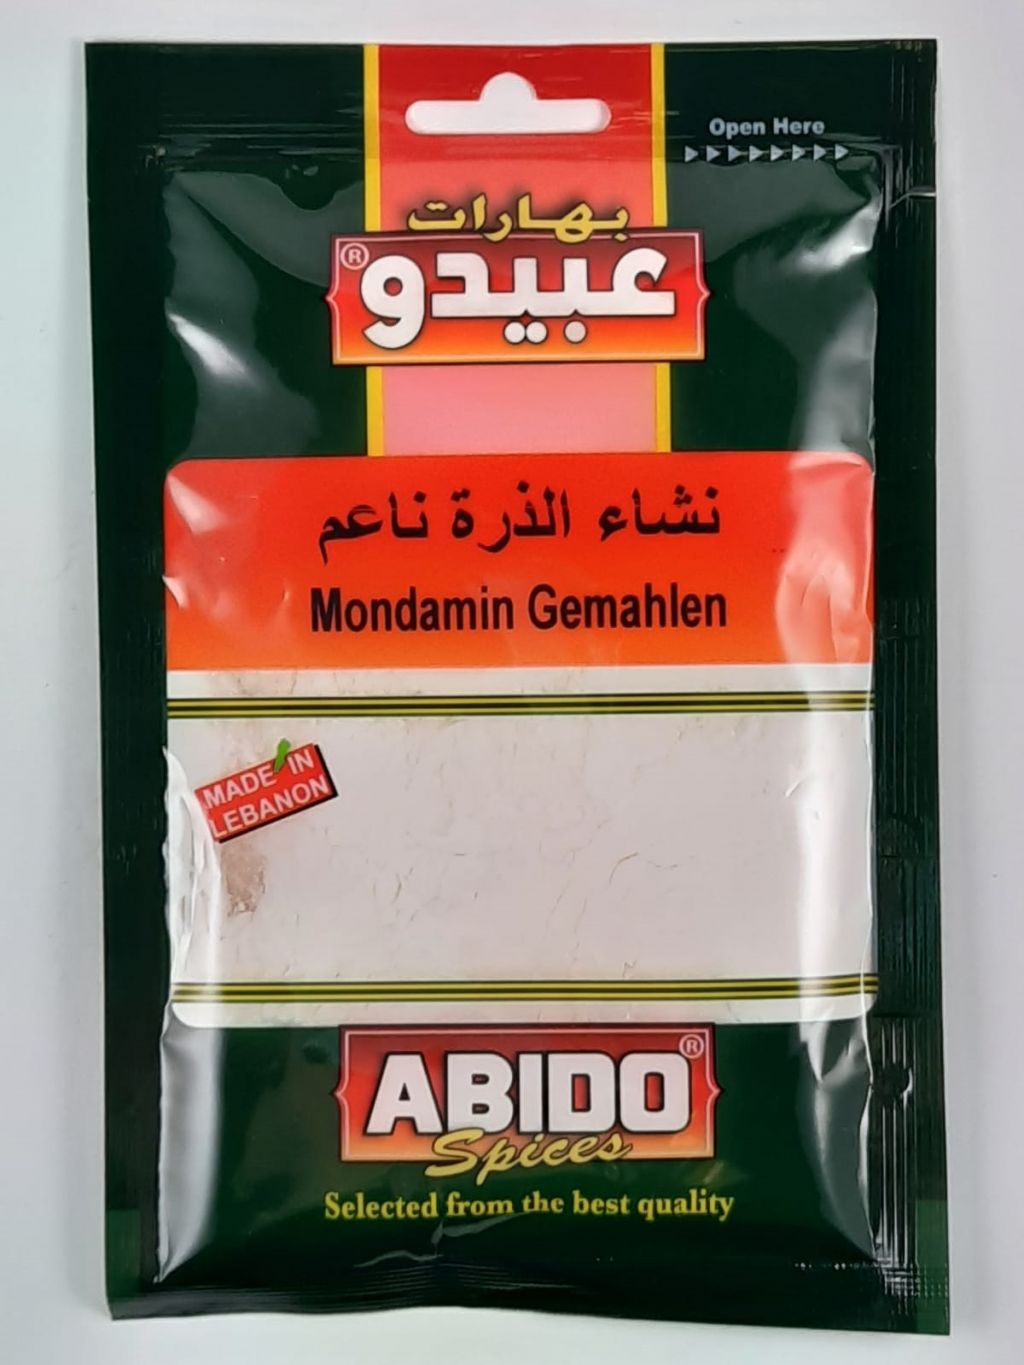 Open Here
بهارات
عبيدو ®
نشاء الذرة ناعم
Mondamin Gemahlen
MADE IN
LEBANON
ABIDO ®
Spices
Selected from the best quality